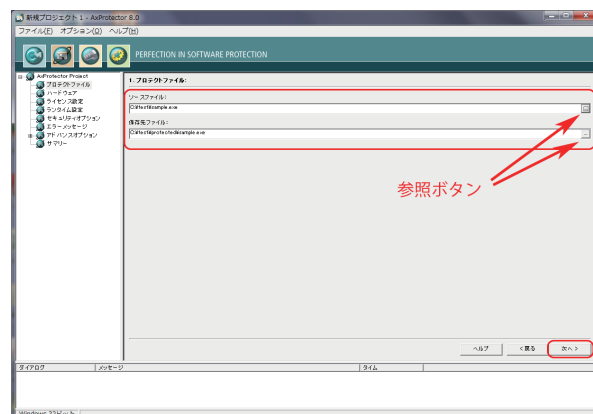 新規プロジェクト 1 - AxProtector 8.0
ファイル(F) オプション(O) ヘルプ(H)
PERFECTION IN SOFTWARE PROTECTION
AxProtector Project
プロテクトファイル
ハードウェア
ライセンス設定
ランタイム設定
セキュリティオプション
エラーメッセージ
アドバンスオプション
サマリー
1. プロテクトファイル:
ソースファイル:
C:¥test¥sample.exe
...
保存先ファイル:
C:¥test¥protected¥sample.exe
...
参照ボタン
ヘルプ
< 戻る
次へ >
ダイアログ
メッセージ
タイム
Windows 32ビット